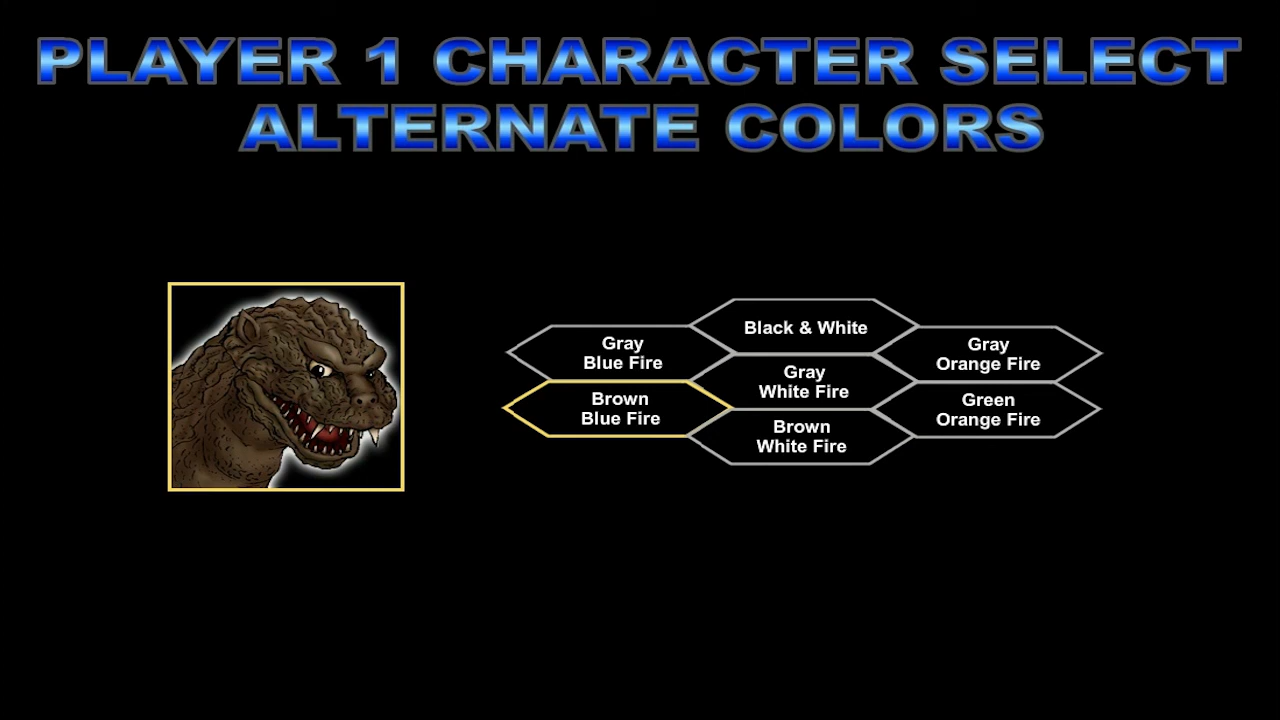 PLAYER 1 CHARACTER SELECT
ALTERNATE COLORS
Black & White
Gray
Blue Fire
Gray
Orange Fire
Gray
White Fire
Brown
Blue Fire
Green
Orange Fire
Brown
White Fire